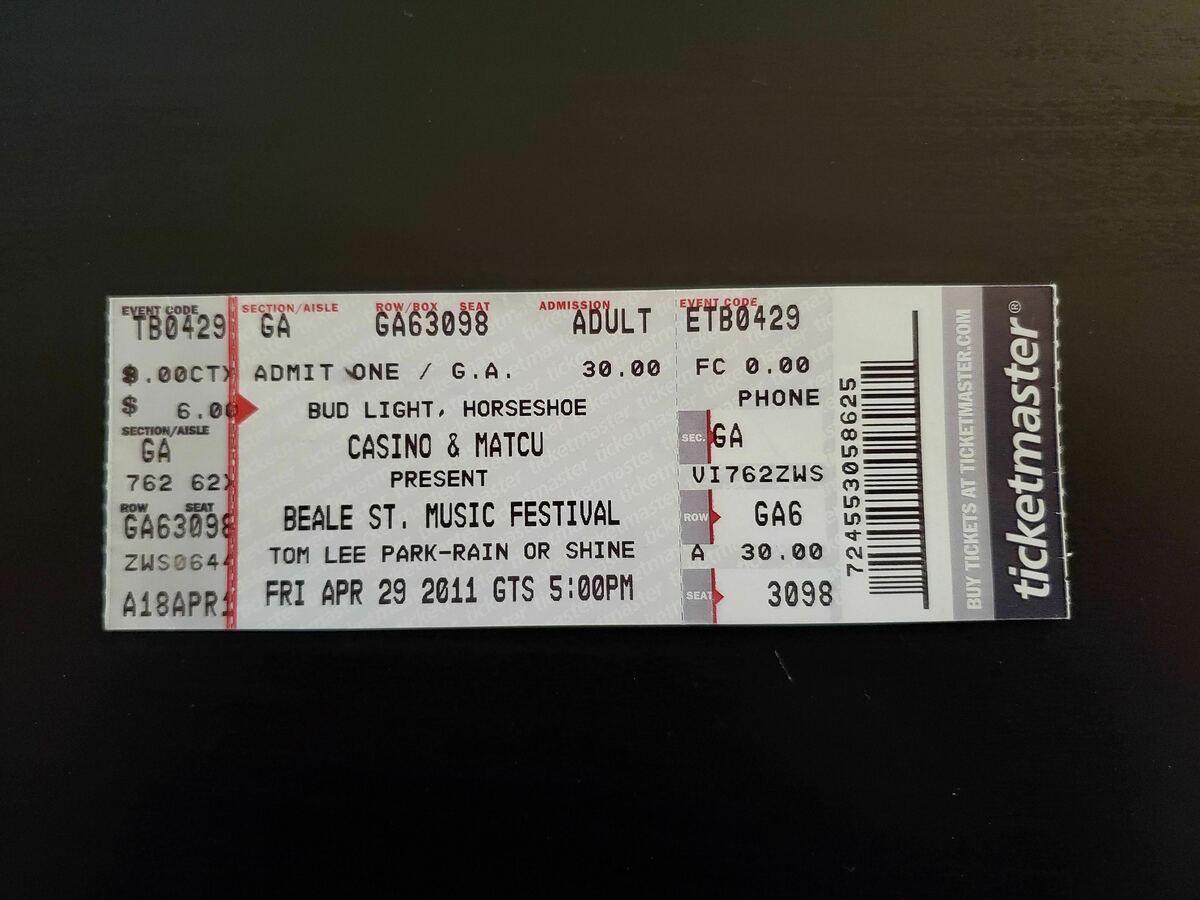 EVENT CODE
TB0429
$ .00CTX
$ 6.00
SECTION/AISLE
GA
762 62X
ROW SEAT
GA63098
ZWS0644
A18APR1
SECTION/AISLE ROW/BOX SEAT ADMISSION
GA GA63098 ADULT
ADMIT ONE / G.A. 30.00
BUD LIGHT, HORSESHOE
CASINO & MATCU
PRESENT
BEALE ST. MUSIC FESTIVAL
TOM LEE PARK-RAIN OR SHINE
FRI APR 29 2011 GTS 5:00PM
EVENT CODE
ETB0429
FC 0.00
PHONE
SEC. GA
VI762ZWS
ROW GA6
A 30.00
SEAT 3098
724553058625
BUY TICKETS AT TICKETMASTER.COM
ticketmaster®